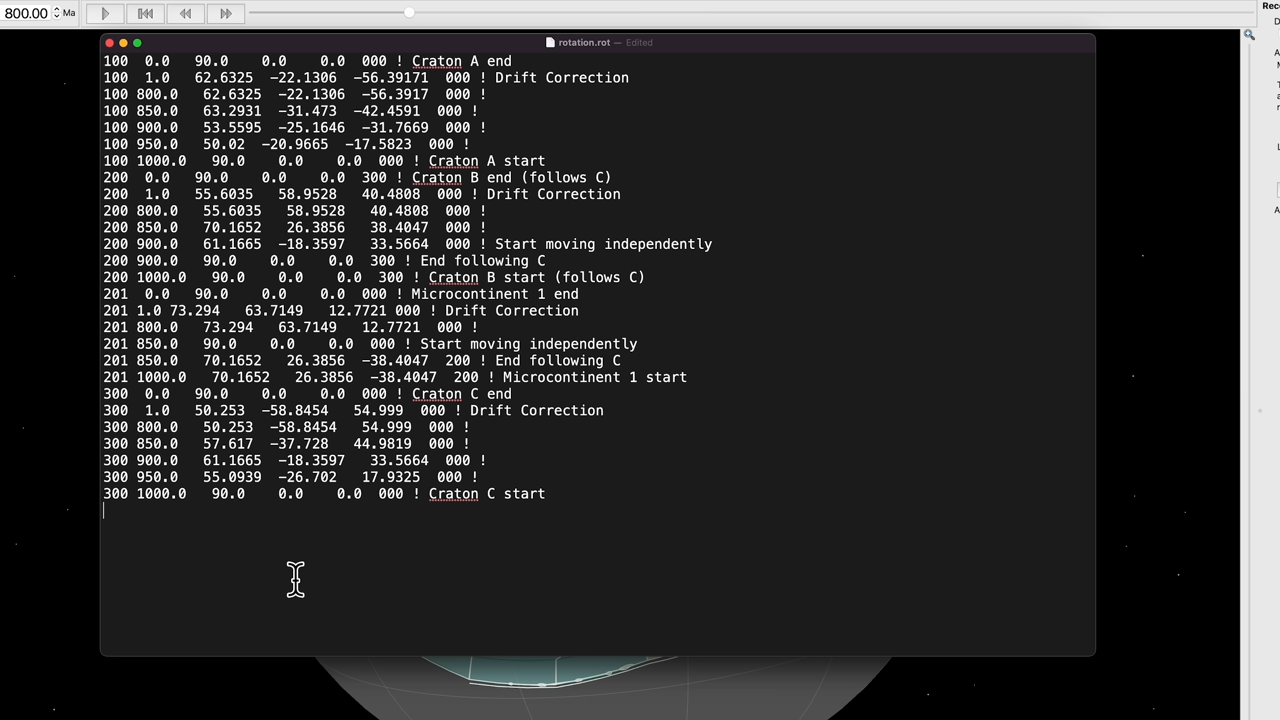 800.00 Ma
Reco
D
rotation.rot — Edited
100  0.0   90.0    0.0    0.0  000 ! Craton A end
100  1.0   62.6325  -22.1306  -56.39171  000 ! Drift Correction
100 800.0   62.6325  -22.1306  -56.3917  000 !
100 850.0   63.2931  -31.473  -42.4591  000 !
100 900.0   53.5595  -25.1646  -31.7669  000 !
100 950.0   50.02  -20.9665  -17.5823  000 !
100 1000.0   90.0    0.0    0.0  000 ! Craton A start
200  0.0   90.0    0.0    0.0  300 ! Craton B end (follows C)
200  1.0   55.6035   58.9528   40.4808  000 ! Drift Correction
200 800.0   55.6035   58.9528   40.4808  000 !
200 850.0   70.1652   26.3856   38.4047  000 !
200 900.0   61.1665  -18.3597   33.5664  000 ! Start moving independently
200 900.0   90.0    0.0    0.0  300 ! End following C
200 1000.0   90.0    0.0    0.0  300 ! Craton B start (follows C)
201  0.0   90.0    0.0    0.0  000 ! Microcontinent 1 end
201 1.0 73.294   63.7149   12.7721 000 ! Drift Correction
201 800.0   73.294   63.7149   12.7721  000 !
201 850.0   90.0    0.0    0.0  000 ! Start moving independently
201 850.0   70.1652   26.3856  -38.4047  200 ! End following C
201 1000.0   70.1652   26.3856  -38.4047  200 ! Microcontinent 1 start
300  0.0   90.0    0.0    0.0  000 ! Craton C end
300  1.0   50.253  -58.8454   54.999  000 ! Drift Correction
300 800.0   50.253  -58.8454   54.999  000 !
300 850.0   57.617  -37.728   44.9819  000 !
300 900.0   61.1665  -18.3597   33.5664  000 !
300 950.0   55.0939  -26.702   17.9325  000 !
300 1000.0   90.0    0.0    0.0  000 ! Craton C start